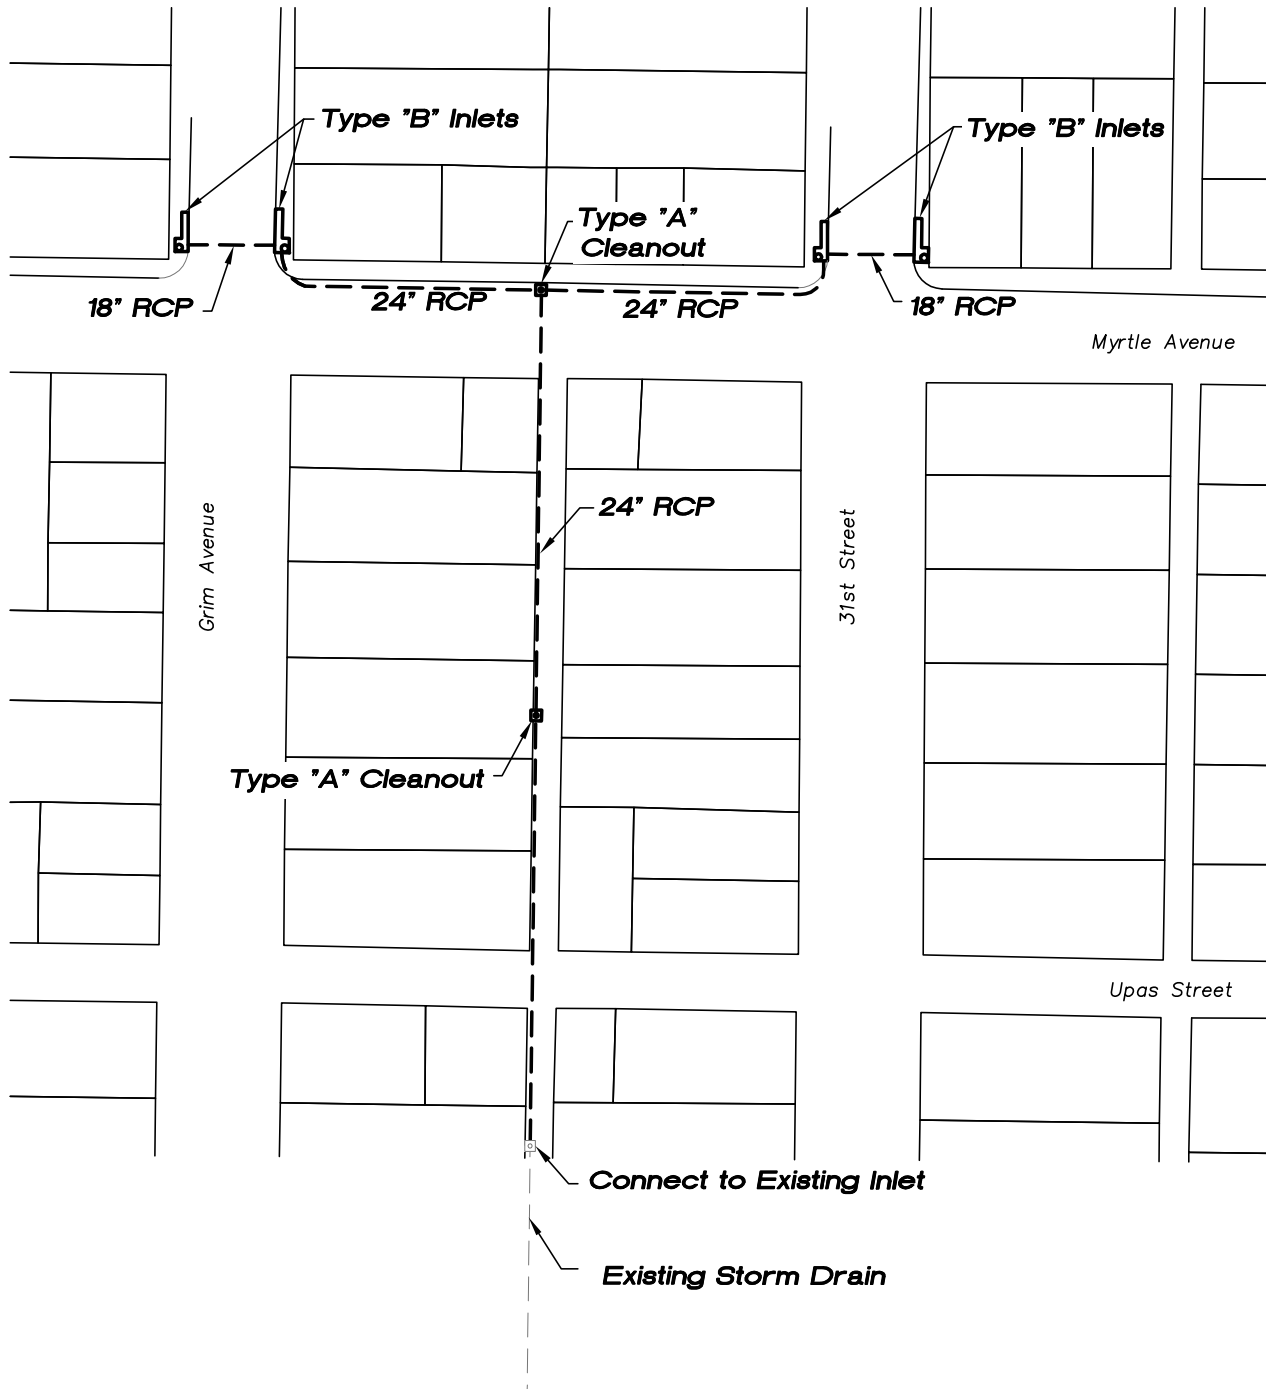 Type "B" Inlets
Type "B" Inlets
Type "A"
Cleanout
18" RCP
24" RCP
24" RCP
18" RCP
Myrtle Avenue
24" RCP
Grim Avenue
31st Street
Type "A" Cleanout
Upas Street
Connect to Existing Inlet
Existing Storm Drain